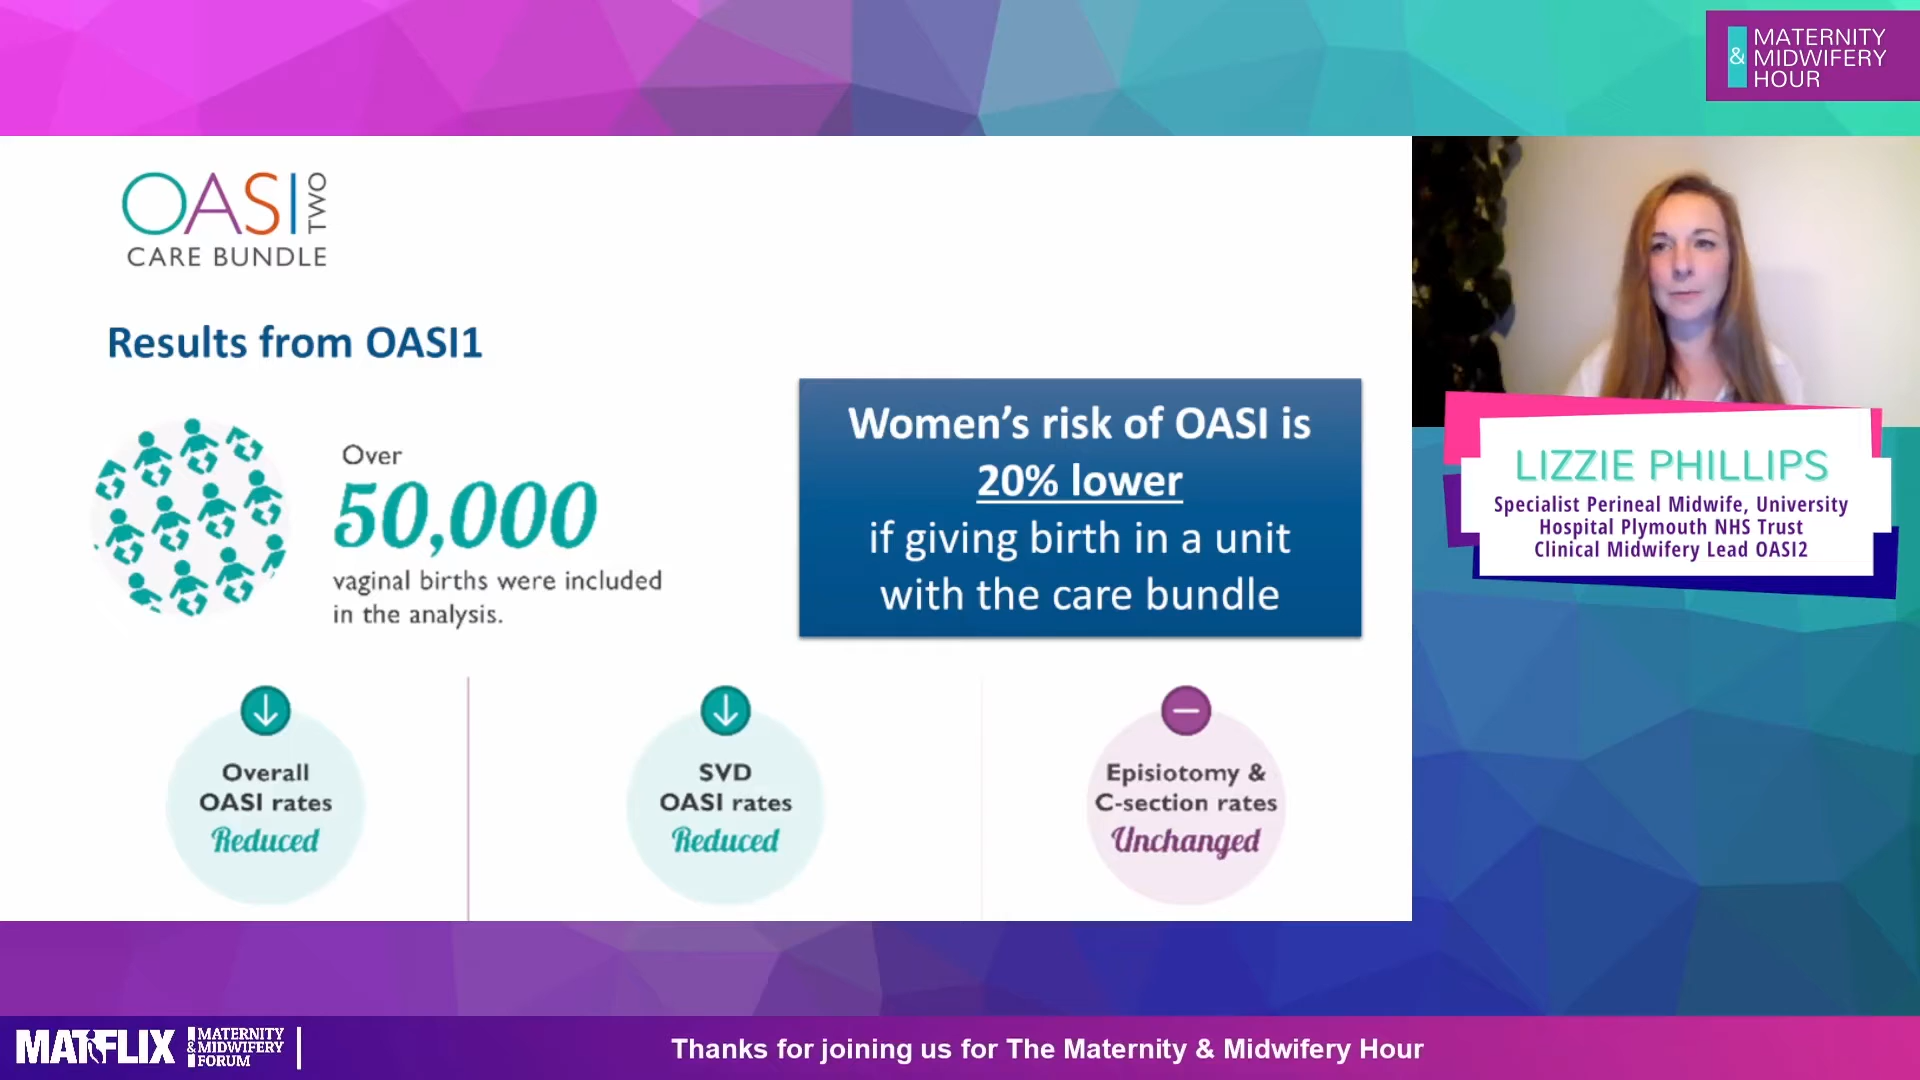 &
MATERNITY
MIDWIFERY
HOUR
OASI TWO
CARE BUNDLE
Results from OASI1
Over
50,000
vaginal births were included
in the analysis.
Women's risk of OASI is
20% lower
if giving birth in a unit
with the care bundle
Overall
OASI rates
Reduced
SVD
OASI rates
Reduced
Episiotomy &
C-section rates
Unchanged
LIZZIE PHILLIPS
Specialist Perineal Midwife, University
Hospital Plymouth NHS Trust
Clinical Midwifery Lead OASI2
MATFLIX
MATERNITY
&MIDWIFERY
FORUM
Thanks for joining us for The Maternity & Midwifery Hour